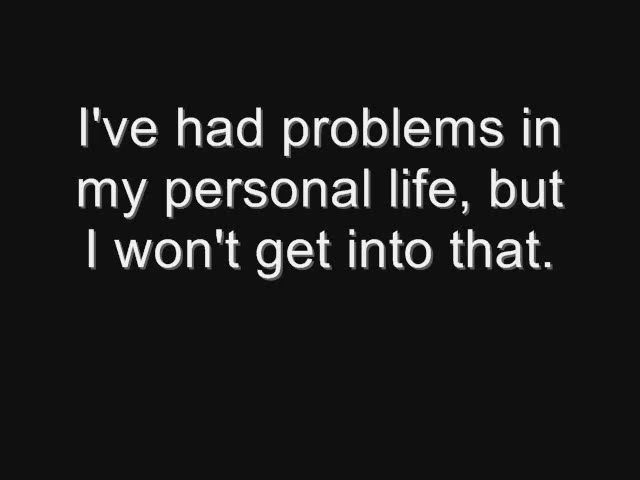 I've had problems in
my personal life, but
I won't get into that.